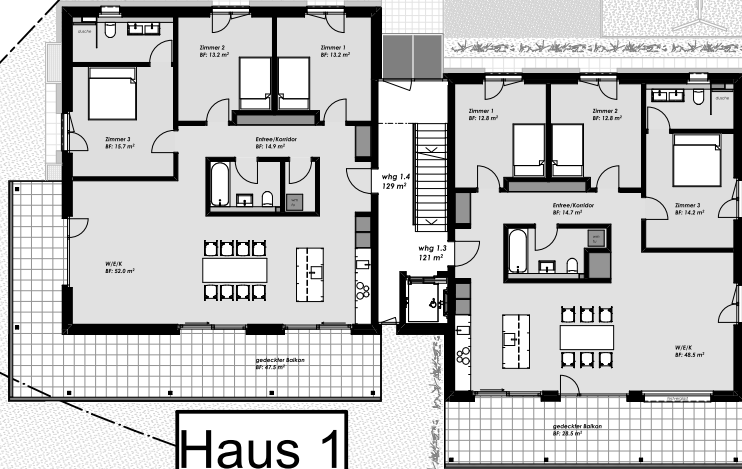 dusche
Zimmer 2
BF: 13.2 m²
Zimmer 1
BF: 13.2 m²
Zimmer 3
BF: 15.7 m²
Entree/Korridor
BF: 14.9 m²
whg 1.4
129 m²
W/E/K
BF: 52.0 m²
gedeckter Balkon
BF: 47.5 m²
Haus 1
Zimmer 1
BF: 12.8 m²
Zimmer 2
BF: 12.8 m²
dusche
Zimmer 3
BF: 14.2 m²
Entree/Korridor
BF: 14.7 m²
whg 1.3
121 m²
W/E/K
BF: 48.5 m²
gedeckter Balkon
BF: 28.5 m²